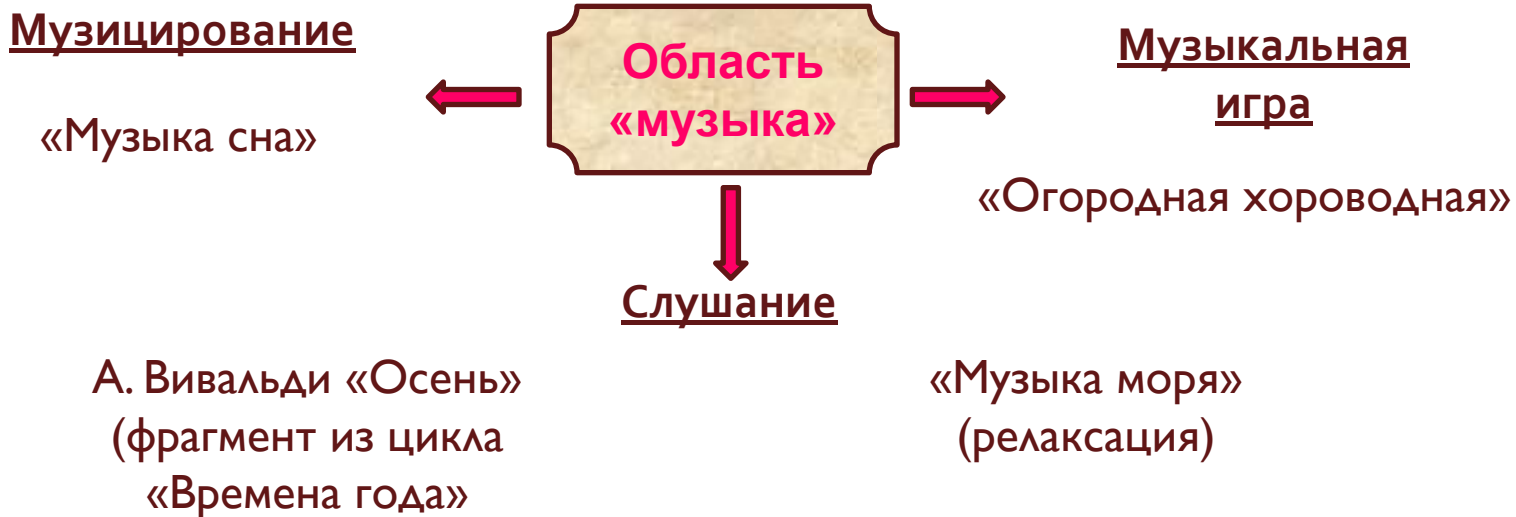 Музицирование
«Музыка сна»
Область
«музыка»
Музыкальная
игра
«Огородная хороводная»
Слушание
А. Вивальди «Осень»
(фрагмент из цикла
«Времена года»
«Музыка моря»
(релаксация)